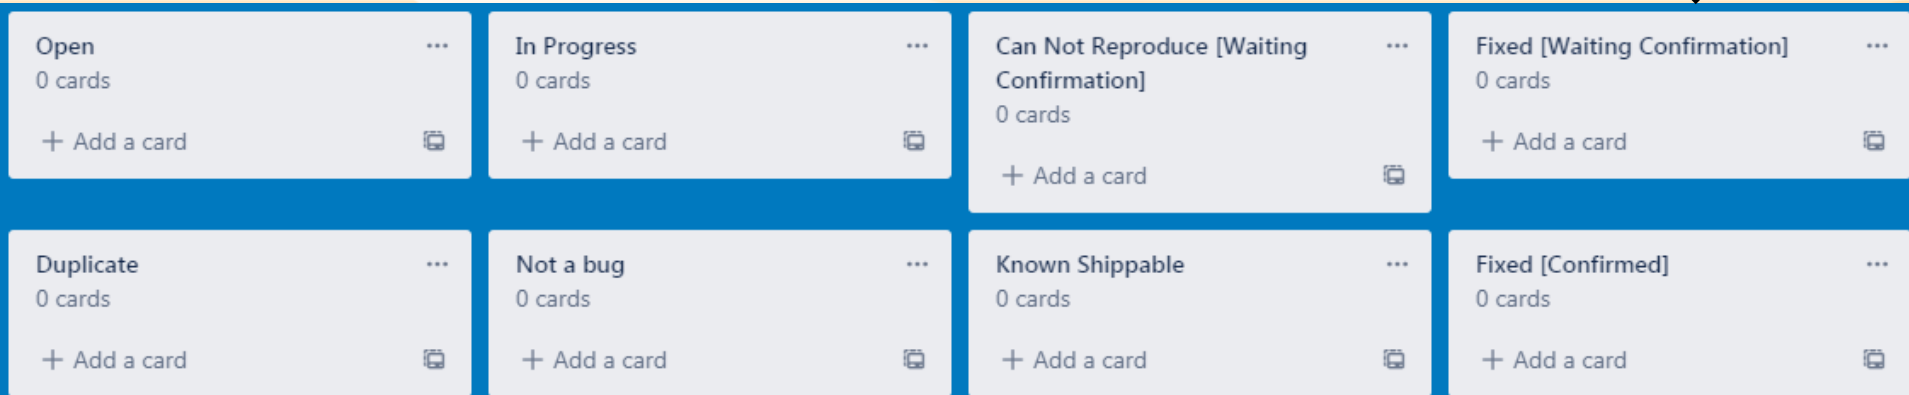 Open
0 cards
+ Add a card
In Progress
0 cards
+ Add a card
Can Not Reproduce [Waiting
Confirmation]
0 cards
+ Add a card
Fixed [Waiting Confirmation]
0 cards
+ Add a card
Duplicate
0 cards
+ Add a card
Not a bug
0 cards
+ Add a card
Known Shippable
0 cards
+ Add a card
Fixed [Confirmed]
0 cards
+ Add a card